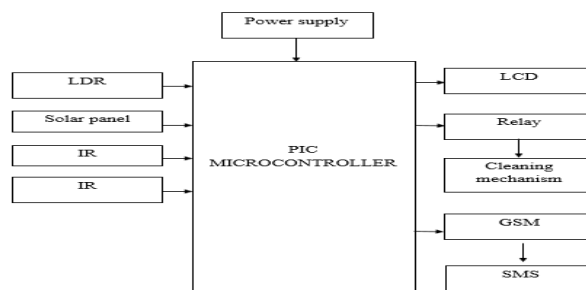 Power supply
LDR
Solar panel
IR
IR
PIC
MICROCONTROLLER
LCD
Relay
Cleaning
mechanism
GSM
SMS